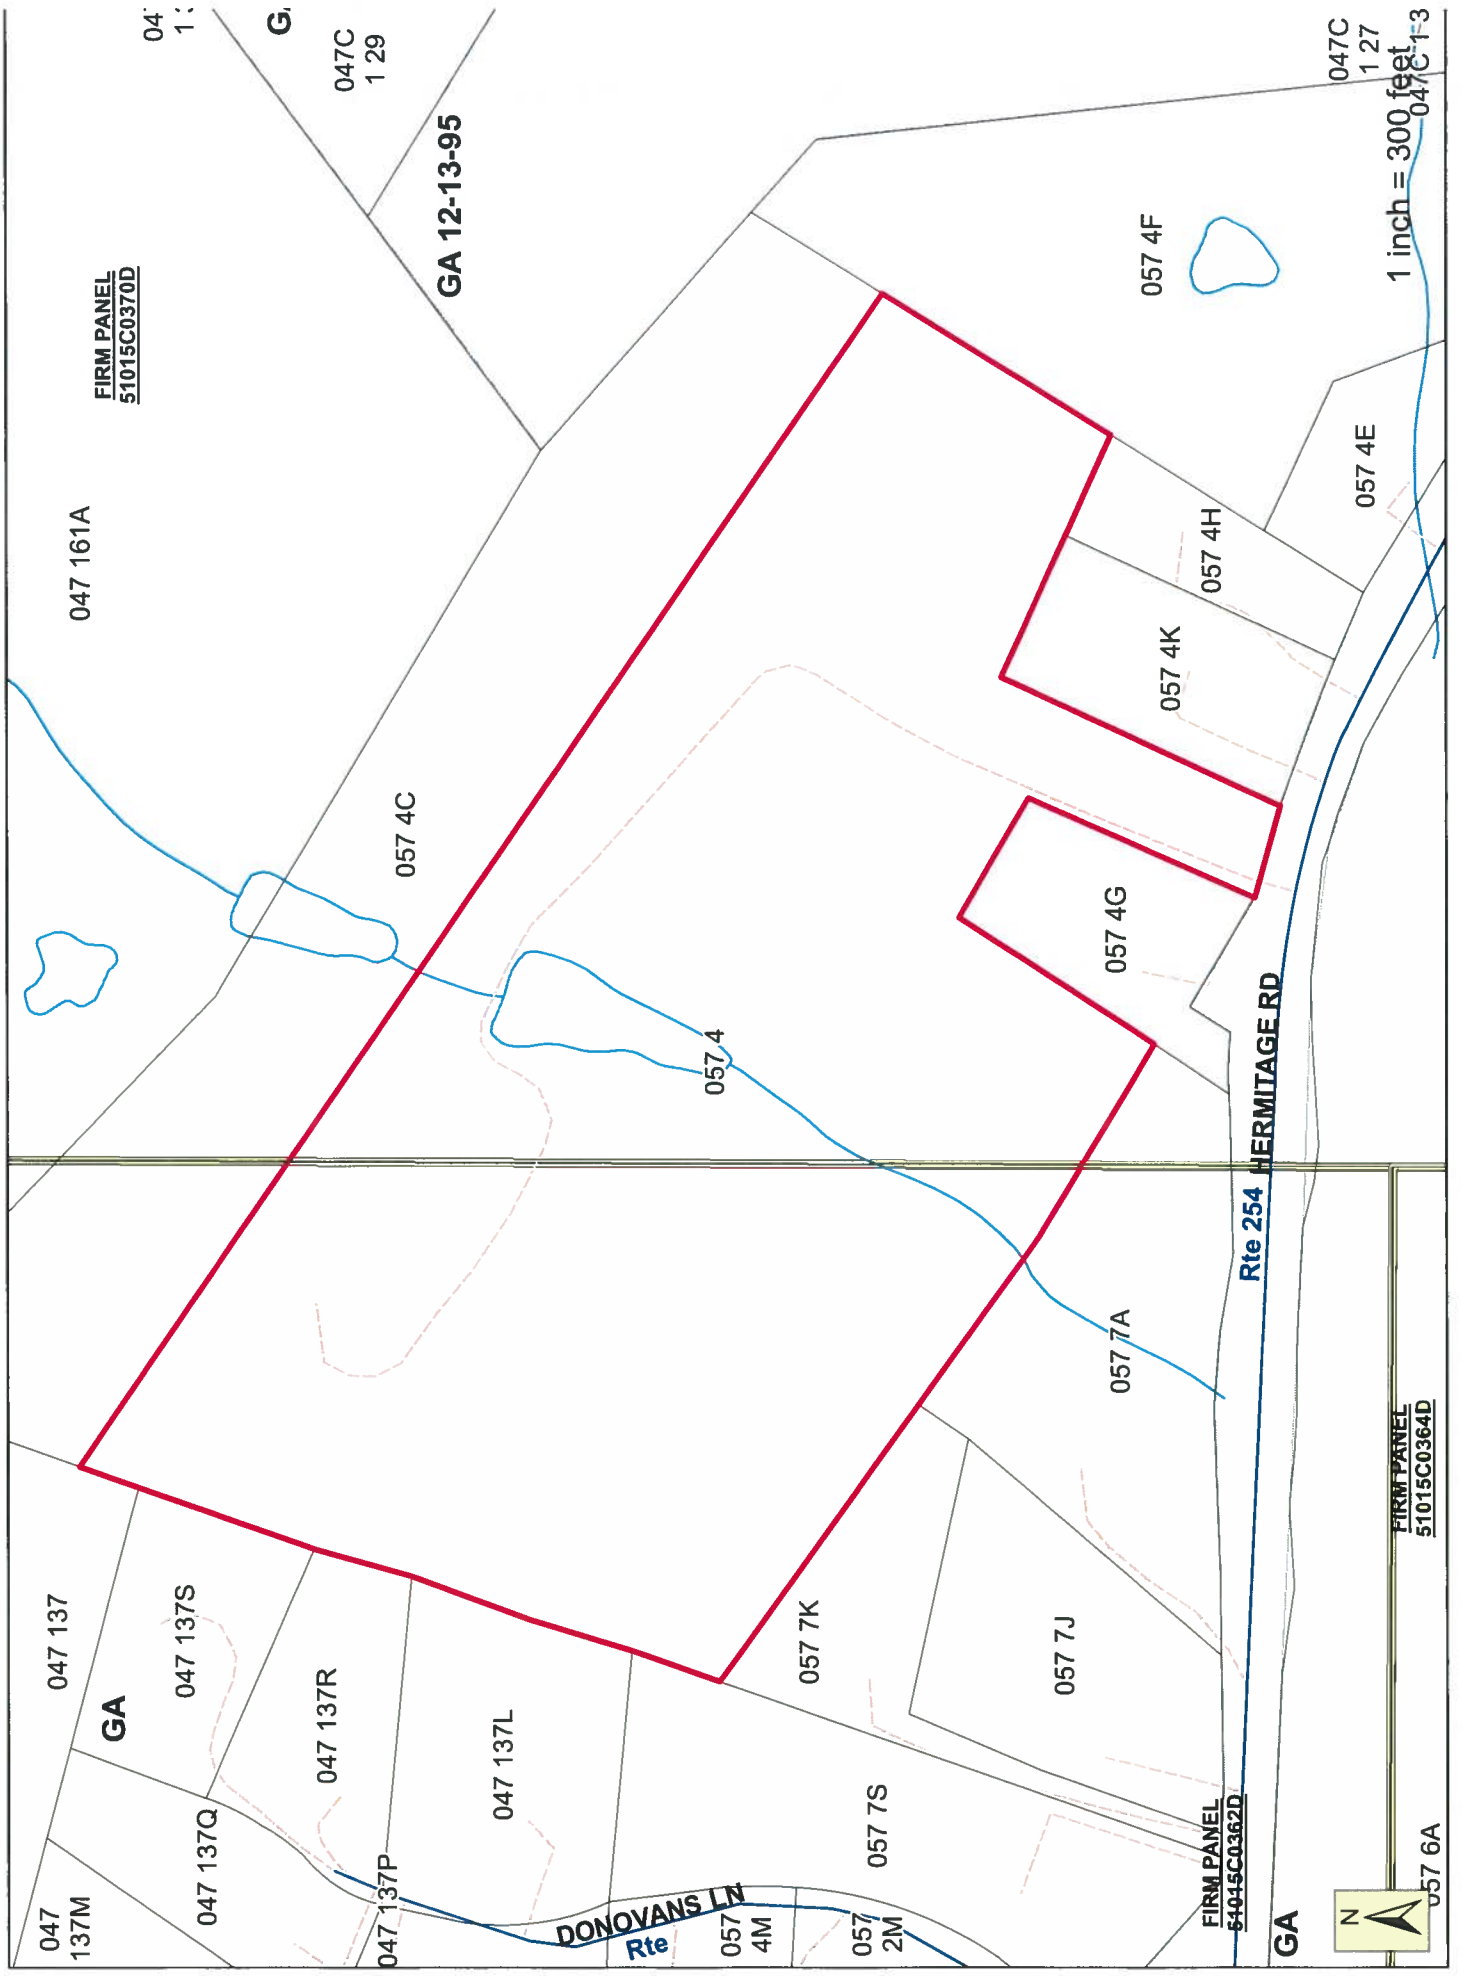 047
137M
047 137Q
047 137P
DONOVANS LN
Rte
057
4M
057
2M
FIRM PANEL
51015C0362D
GA
N
057 6A
047 137
GA
047 137S
047 137R
047 137L
057 7S
057 7K
057 7J
057 7A
FIRM PANEL
51015C0364D
Rte 254
HERMITAGE RD
057 4
057 4C
057 4G
057 4K
057 4H
057 4E
057 4F
047 161A
FIRM PANEL
51015C0370D
GA 12-13-95
047C
1 29
047C
1 27
047C 1 3
1 inch = 300 feet